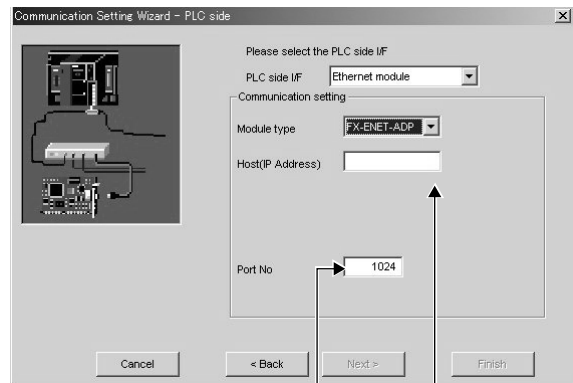 Communication Setting Wizard - PLC side
Please select the PLC side I/F
PLC side I/F Ethernet module
Communication setting
Module type FX-ENET-ADP
Host(IP Address)
Port No 1024
Cancel < Back Next > Finish